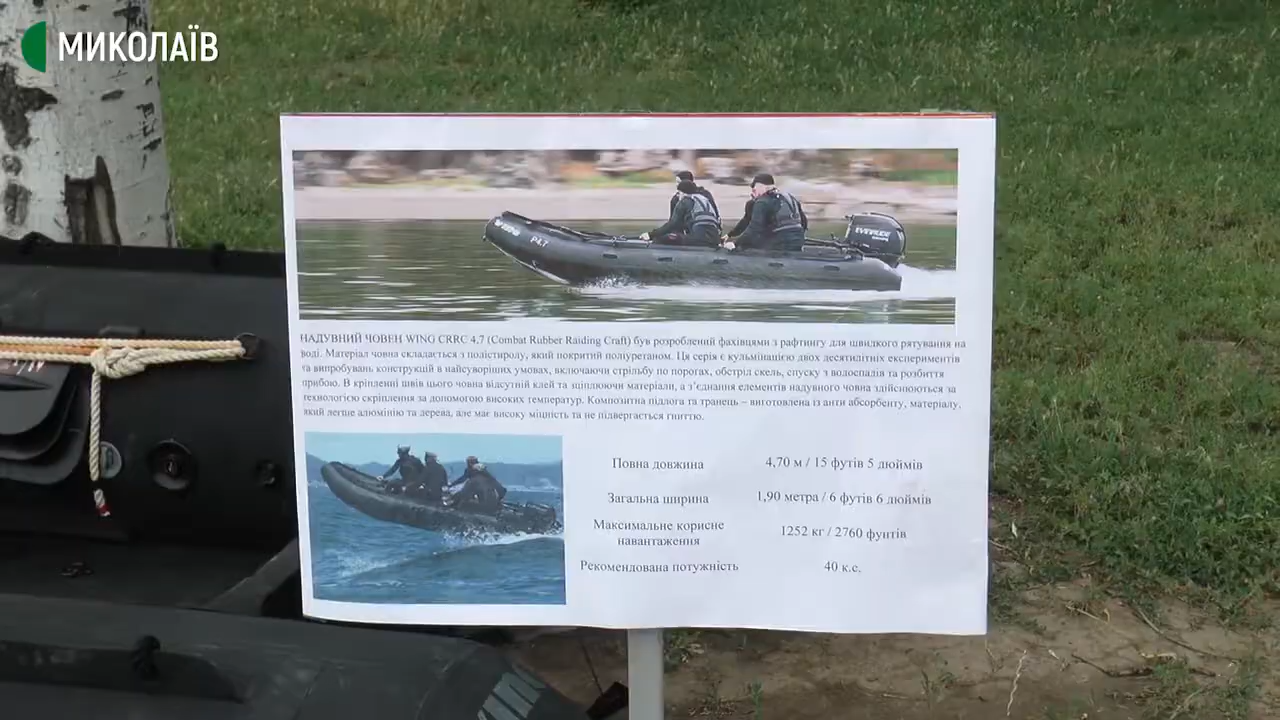 МИКОЛАЇВ
EVINRUDE
P4.7
НАДУВНИЙ ЧОВЕН WING CRRC 4,7 (Combat Rubber Raiding Craft) був розроблений фахівцями з рафтингу для швидкого рятування на
воді. Матеріал човна складається з полістиролу, який покритий поліуретаном. Ця серія є кульмінацією двох десятилітніх експериментів
та випробувань конструкцій в найсуворіших умовах, включаючи стрільбу по порогах, обстріл скель, спуску з водоспадів та розбиття
прибою. В кріпленні швів цього човна відсутній клей та зціплюючи матеріали, а з'єднання елементів надувного човна здійснюються за
технологією скріплення за допомогою високих температур. Композитна підлога та транець – виготовлена із анти абсорбенту, матеріалу,
який легше алюмінію та дерева, але має високу міцність та не підвергається гниттю.
Повна довжина 4,70 м / 15 футів 5 дюймів
Загальна ширина 1,90 метра / 6 футів 6 дюймів
Максимальне корисне
навантаження 1252 кг / 2760 фунтів
Рекомендована потужність 40 к.с.